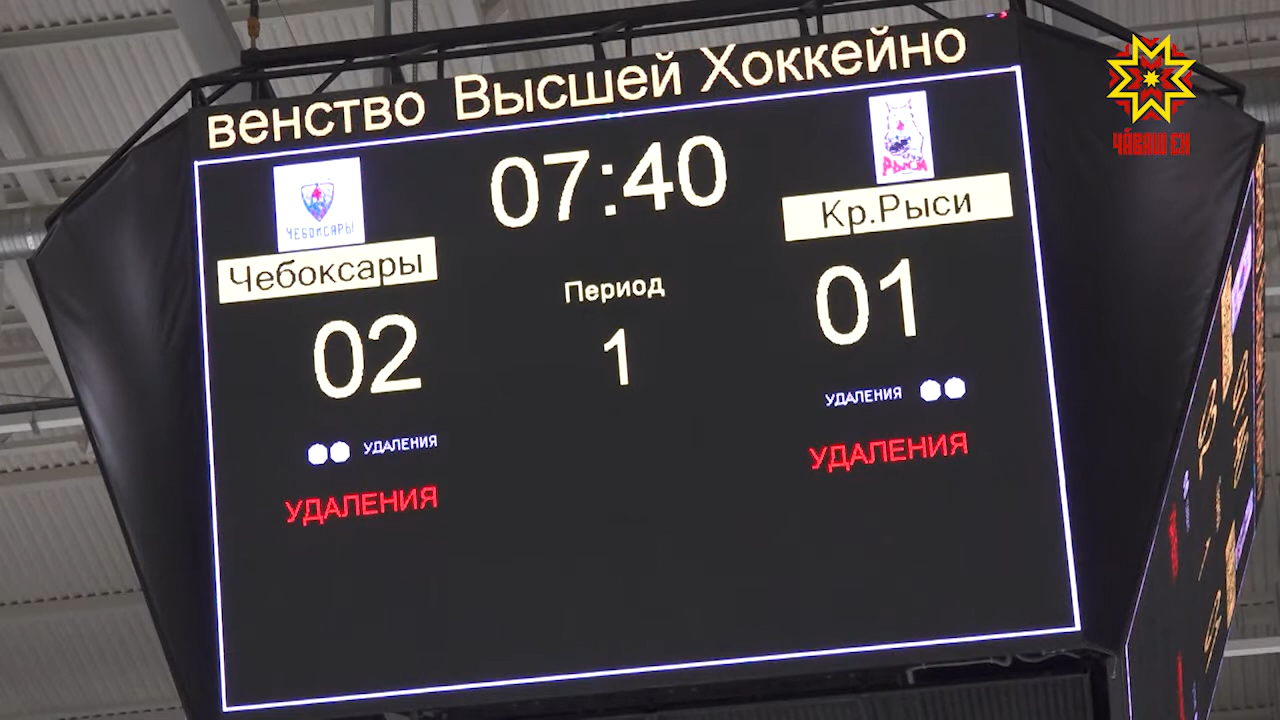 венство Высшей Хоккейно
ЧӐВАШ ЕН
07:40
РЫСИ
ЧЕБОКСАРЫ
Чебоксары
Кр.Рыси
Период
02
1
01
УДАЛЕНИЯ
УДАЛЕНИЯ
УДАЛЕНИЯ
УДАЛЕНИЯ